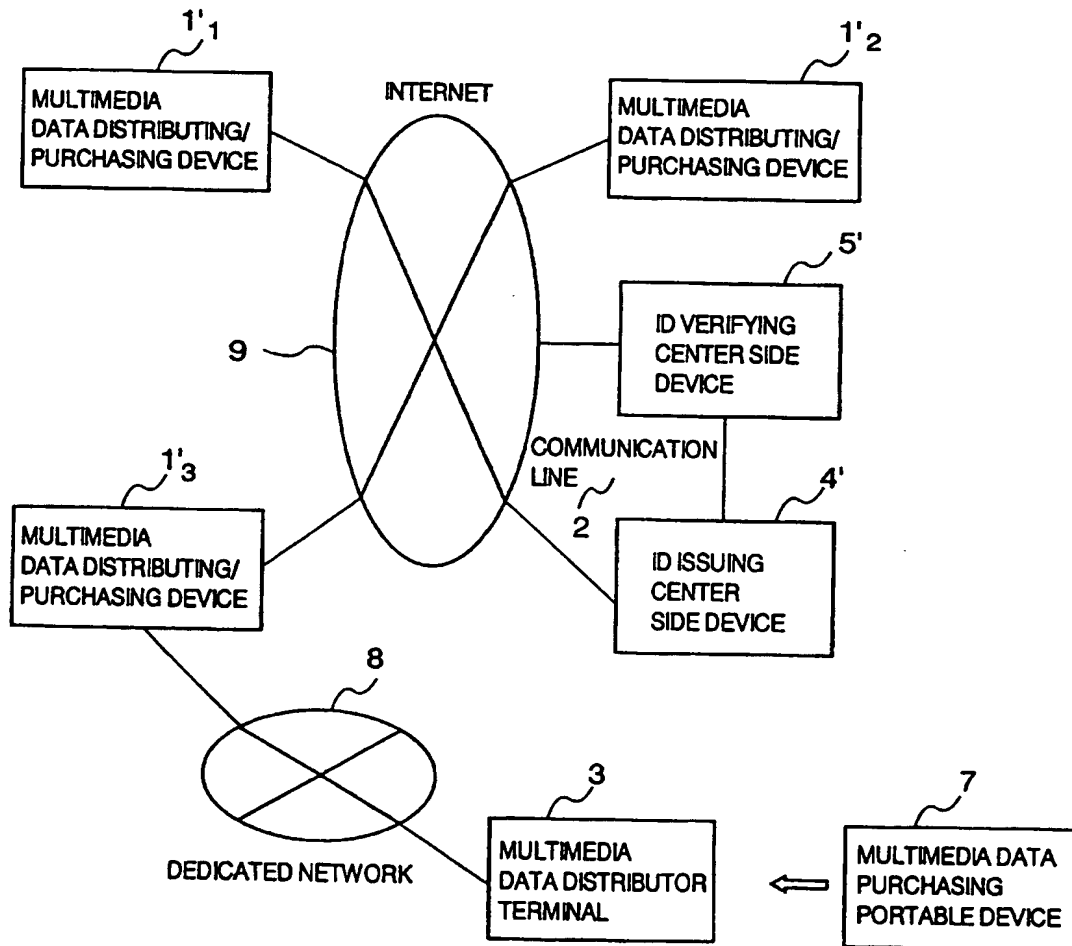 1'1
1'2
MULTIMEDIA
DATA DISTRIBUTING/
PURCHASING DEVICE
INTERNET
MULTIMEDIA
DATA DISTRIBUTING/
PURCHASING DEVICE
5'
ID VERIFYING
CENTER SIDE
DEVICE
9
COMMUNICATION
LINE
2
1'3
4'
MULTIMEDIA
DATA DISTRIBUTING/
PURCHASING DEVICE
ID ISSUING
CENTER
SIDE DEVICE
8
DEDICATED NETWORK
3
7
MULTIMEDIA
DATA DISTRIBUTOR
TERMINAL
MULTIMEDIA DATA
PURCHASING
PORTABLE DEVICE